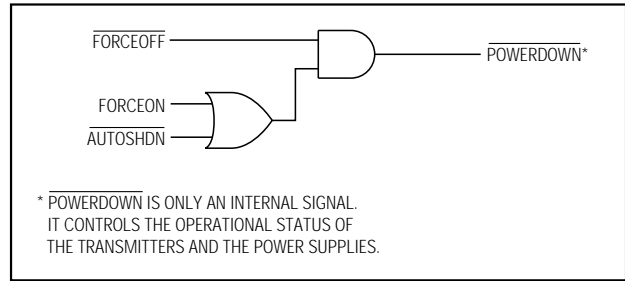 FORCEOFF
POWERDOWN*
FORCEON
AUTOSHDN
* POWERDOWN IS ONLY AN INTERNAL SIGNAL.
IT CONTROLS THE OPERATIONAL STATUS OF
THE TRANSMITTERS AND THE POWER SUPPLIES.